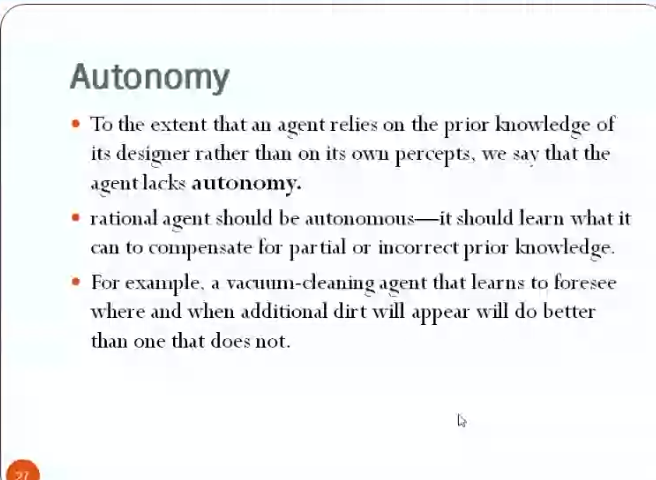 Autonomy
• To the extent that an agent relies on the prior knowledge of
its designer rather than on its own percepts, we say that the
agent lacks autonomy.
• rational agent should be autonomous—it should learn what it
can to compensate for partial or incorrect prior knowledge.
• For example, a vacuum-cleaning agent that learns to foresee
where and when additional dirt will appear will do better
than one that does not.
27